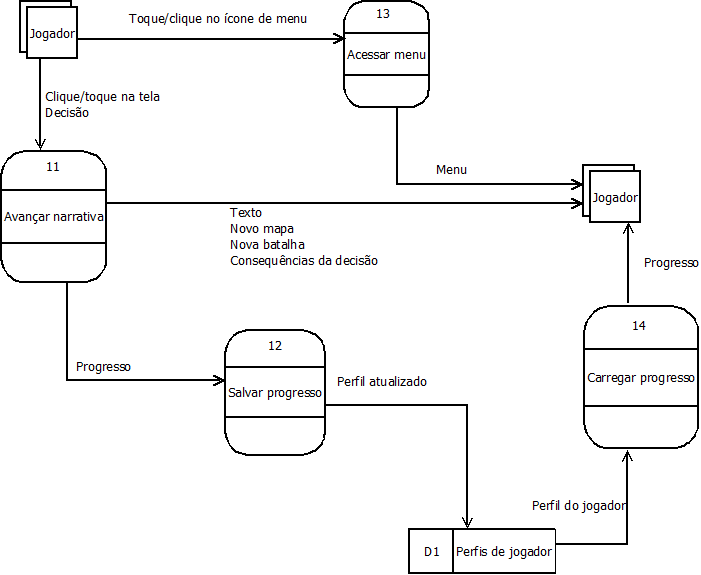 Toque/clique no ícone de menu
13
Jogador
Acessar menu
Clique/toque na tela
Decisão
11
Menu
Jogador
Avançar narrativa
Texto
Novo mapa
Nova batalha
Consequências da decisão
Progresso
14
12
Progresso
Perfil atualizado
Carregar progresso
Salvar progresso
Perfil do jogador
D1
Perfis de jogador